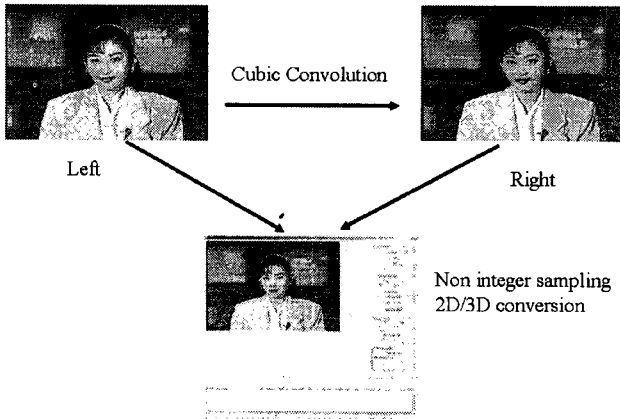 Cubic Convolution
Left
Right
Non integer sampling
2D/3D conversion